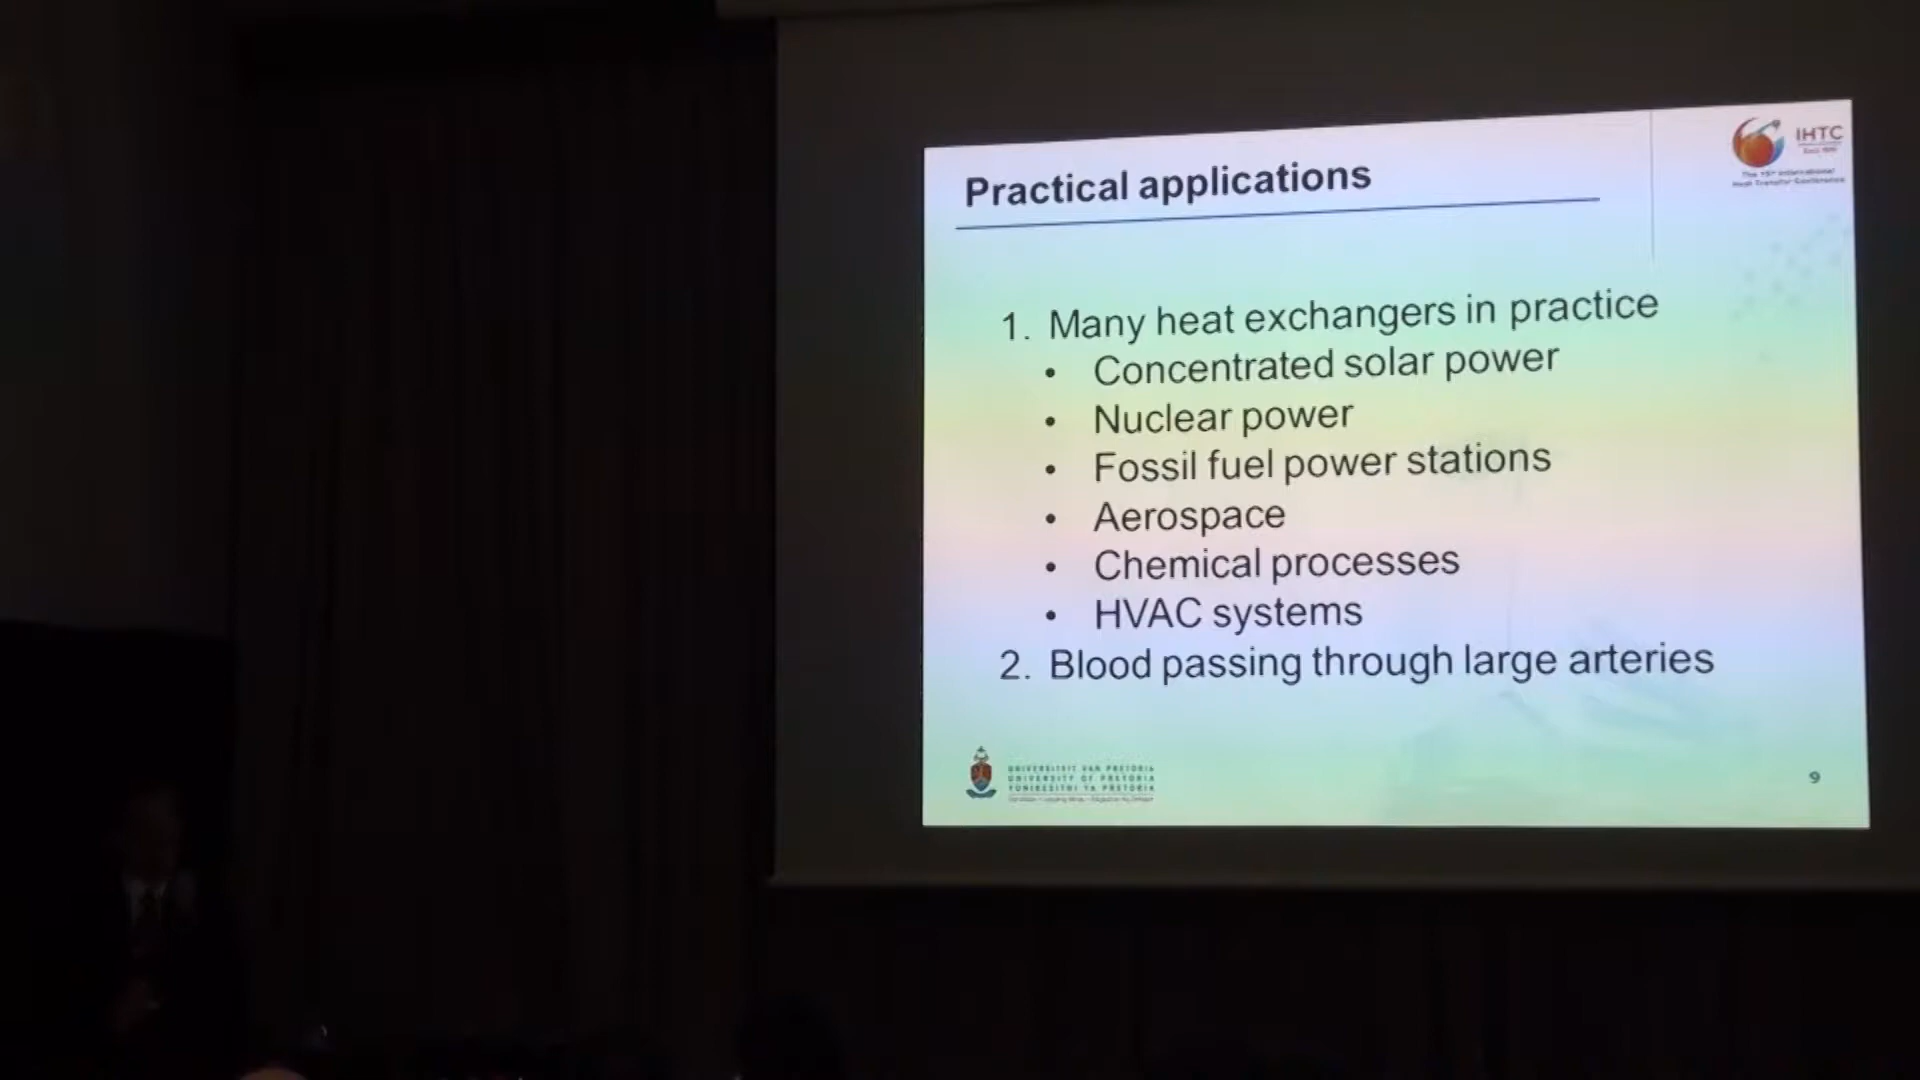 Practical applications
IHTC
1. Many heat exchangers in practice
• Concentrated solar power
• Nuclear power
• Fossil fuel power stations
• Aerospace
• Chemical processes
• HVAC systems
2. Blood passing through large arteries
UNIVERSITEIT VAN PRETORIA
UNIVERSITY OF PRETORIA
YUNIBESITHI YA PRETORIA
9